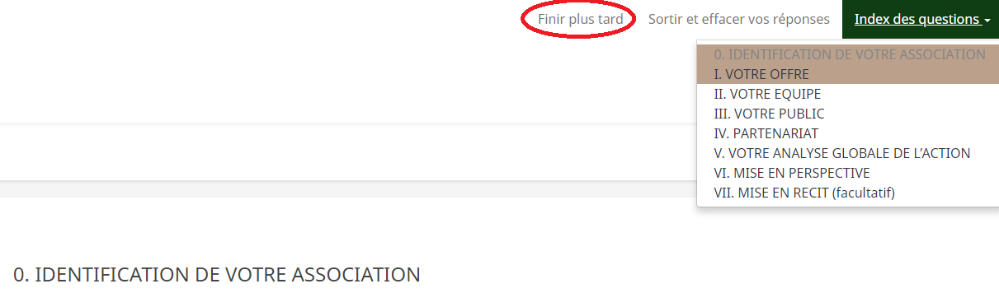 Finir plus tard Sortir et effacer vos réponses Index des questions
0. IDENTIFICATION DE VOTRE ASSOCIATION
I. VOTRE OFFRE
II. VOTRE EQUIPE
III. VOTRE PUBLIC
IV. PARTENARIAT
V. VOTRE ANALYSE GLOBALE DE L’ACTION
VI. MISE EN PERSPECTIVE
VII. MISE EN RECIT (facultatif)
0. IDENTIFICATION DE VOTRE ASSOCIATION